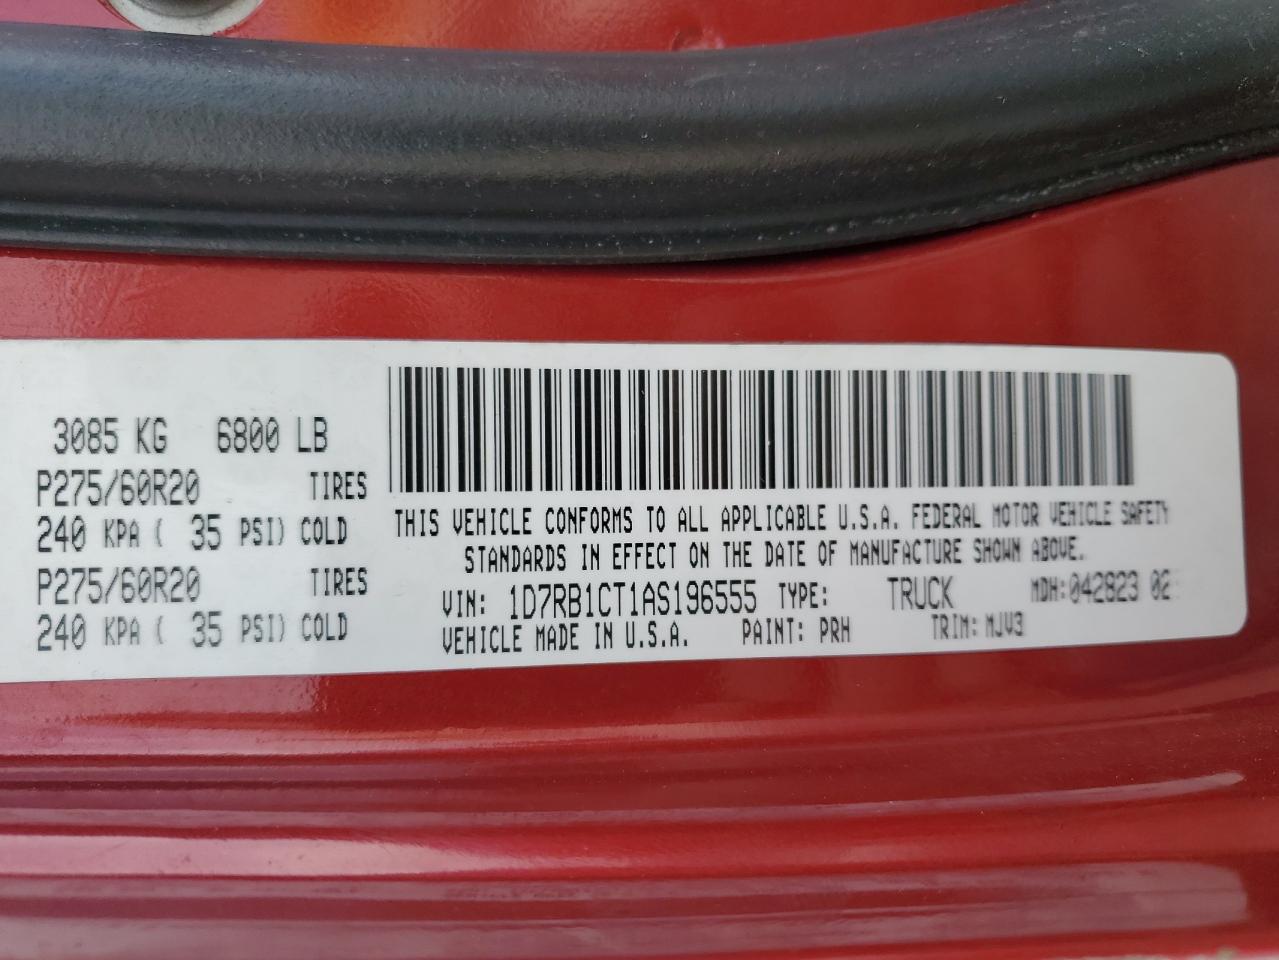 3085 KG 6800 LB
P275/60R20 TIRES
240 KPA ( 35 PSI) COLD
P275/60R20 TIRES
240 KPA ( 35 PSI) COLD
THIS VEHICLE CONFORMS TO ALL APPLICABLE U.S.A. FEDERAL MOTOR VEHICLE SAFETY
STANDARDS IN EFFECT ON THE DATE OF MANUFACTURE SHOWN ABOVE.
VIN: 1D7RB1CT1AS196555 TYPE: TRUCK MDH: 042823 02
VEHICLE MADE IN U.S.A. PAINT: PRH TRIM: MJV3